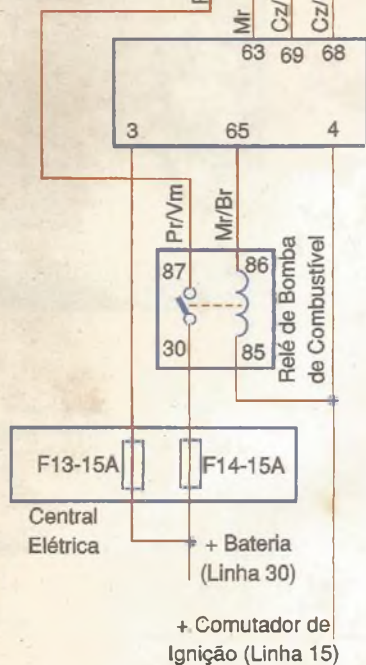 Mr
Cz/
Cz/
63 69 68
3 65 4
Pr/Vm
Mr/Br
87 86
30 85
Relé de Bomba
de Combustível
F13-15A
F14-15A
Central
Elétrica
+ Bateria
(Linha 30)
+ Comutador de
Ignição (Linha 15)